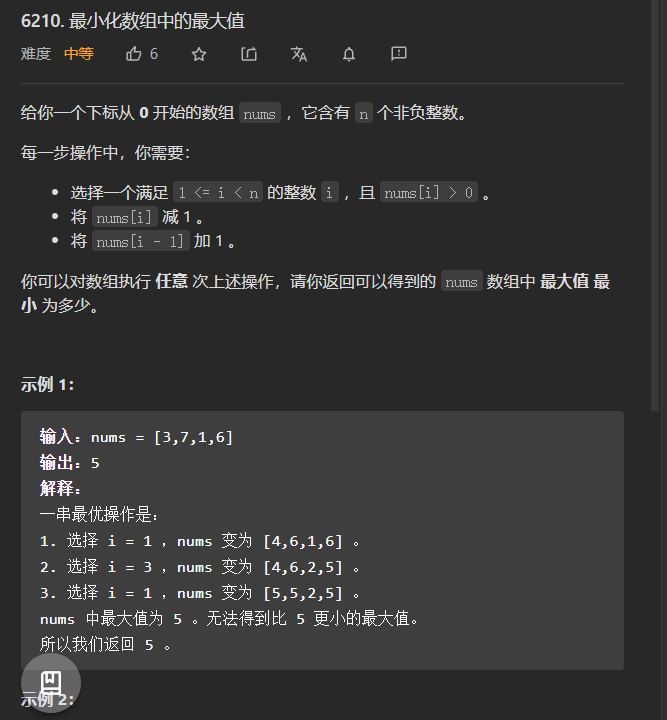 6210. 最小化数组中的最大值
难度 中等 6
给你一个下标从 0 开始的数组 nums ，它含有 n 个非负整数。
每一步操作中，你需要：
• 选择一个满足 1 <= i < n 的整数 i ，且 nums[i] > 0 。
• 将 nums[i] 减 1 。
• 将 nums[i - 1] 加 1 。
你可以对数组执行 任意 次上述操作，请你返回可以得到的 nums 数组中 最大值 最
小 为多少。
示例 1：
输入：nums = [3,7,1,6]
输出：5
解释：
一串最优操作是：
1. 选择 i = 1 ，nums 变为 [4,6,1,6] 。
2. 选择 i = 3 ，nums 变为 [4,6,2,5] 。
3. 选择 i = 1 ，nums 变为 [5,5,2,5] 。
nums 中最大值为 5 。无法得到比 5 更小的最大值。
所以我们返回 5 。
示例 2：